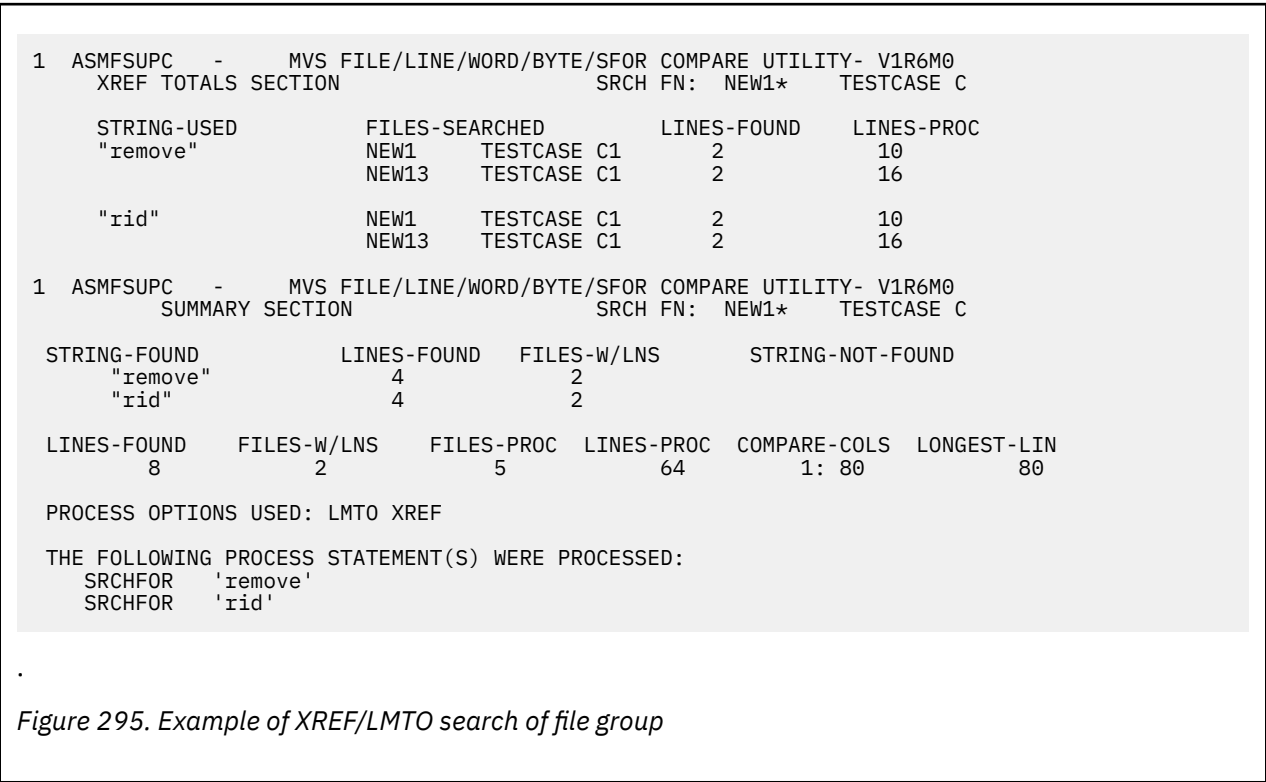 1  ASMFSUPC   -     MVS FILE/LINE/WORD/BYTE/SFOR COMPARE UTILITY- V1R6M0
     XREF TOTALS SECTION                    SRCH FN:  NEW1*    TESTCASE C
     STRING-USED          FILES-SEARCHED         LINES-FOUND    LINES-PROC
     "remove"             NEW1     TESTCASE C1       2            10
                          NEW13    TESTCASE C1       2            16
     "rid"                NEW1     TESTCASE C1       2            10
                          NEW13    TESTCASE C1       2            16
1  ASMFSUPC   -     MVS FILE/LINE/WORD/BYTE/SFOR COMPARE UTILITY- V1R6M0
          SUMMARY SECTION                   SRCH FN:  NEW1*    TESTCASE C
 STRING-FOUND           LINES-FOUND   FILES-W/LNS       STRING-NOT-FOUND
      "remove"              4             2
      "rid"                 4             2
 LINES-FOUND    FILES-W/LNS    FILES-PROC  LINES-PROC  COMPARE-COLS  LONGEST-LIN
         8            2             5            64         1: 80            80
 PROCESS OPTIONS USED: LMTO XREF
 THE FOLLOWING PROCESS STATEMENT(S) WERE PROCESSED:
    SRCHFOR   'remove'
    SRCHFOR   'rid'
.
Figure 295. Example of XREF/LMTO search of file group